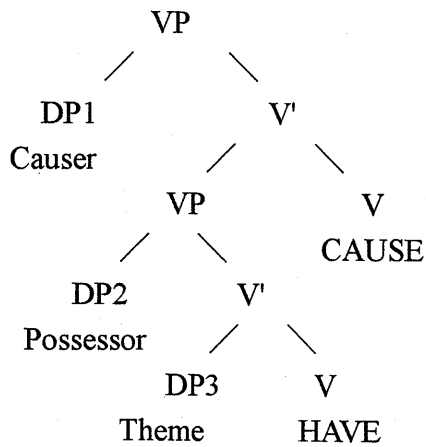 VP
DP1 V'
Causer
VP V
CAUSE
DP2 V'
Possessor
DP3 V
Theme HAVE